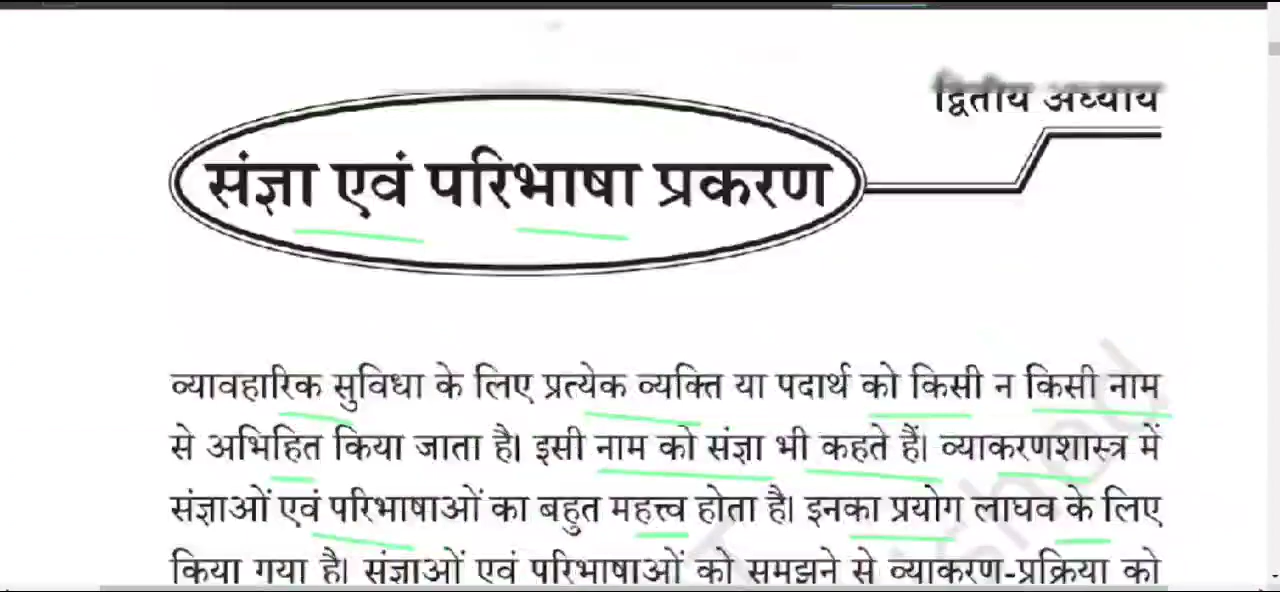 द्वितीय अध्याय
संज्ञा एवं परिभाषा प्रकरण
व्यावहारिक सुविधा के लिए प्रत्येक व्यक्ति या पदार्थ को किसी न किसी नाम
से अभिहित किया जाता है। इसी नाम को संज्ञा भी कहते हैं। व्याकरणशास्त्र में
संज्ञाओं एवं परिभाषाओं का बहुत महत्त्व होता है। इनका प्रयोग लाघव के लिए
किया गया है। संज्ञाओं एवं परिभाषाओं को समझने से व्याकरण-प्रक्रिया को